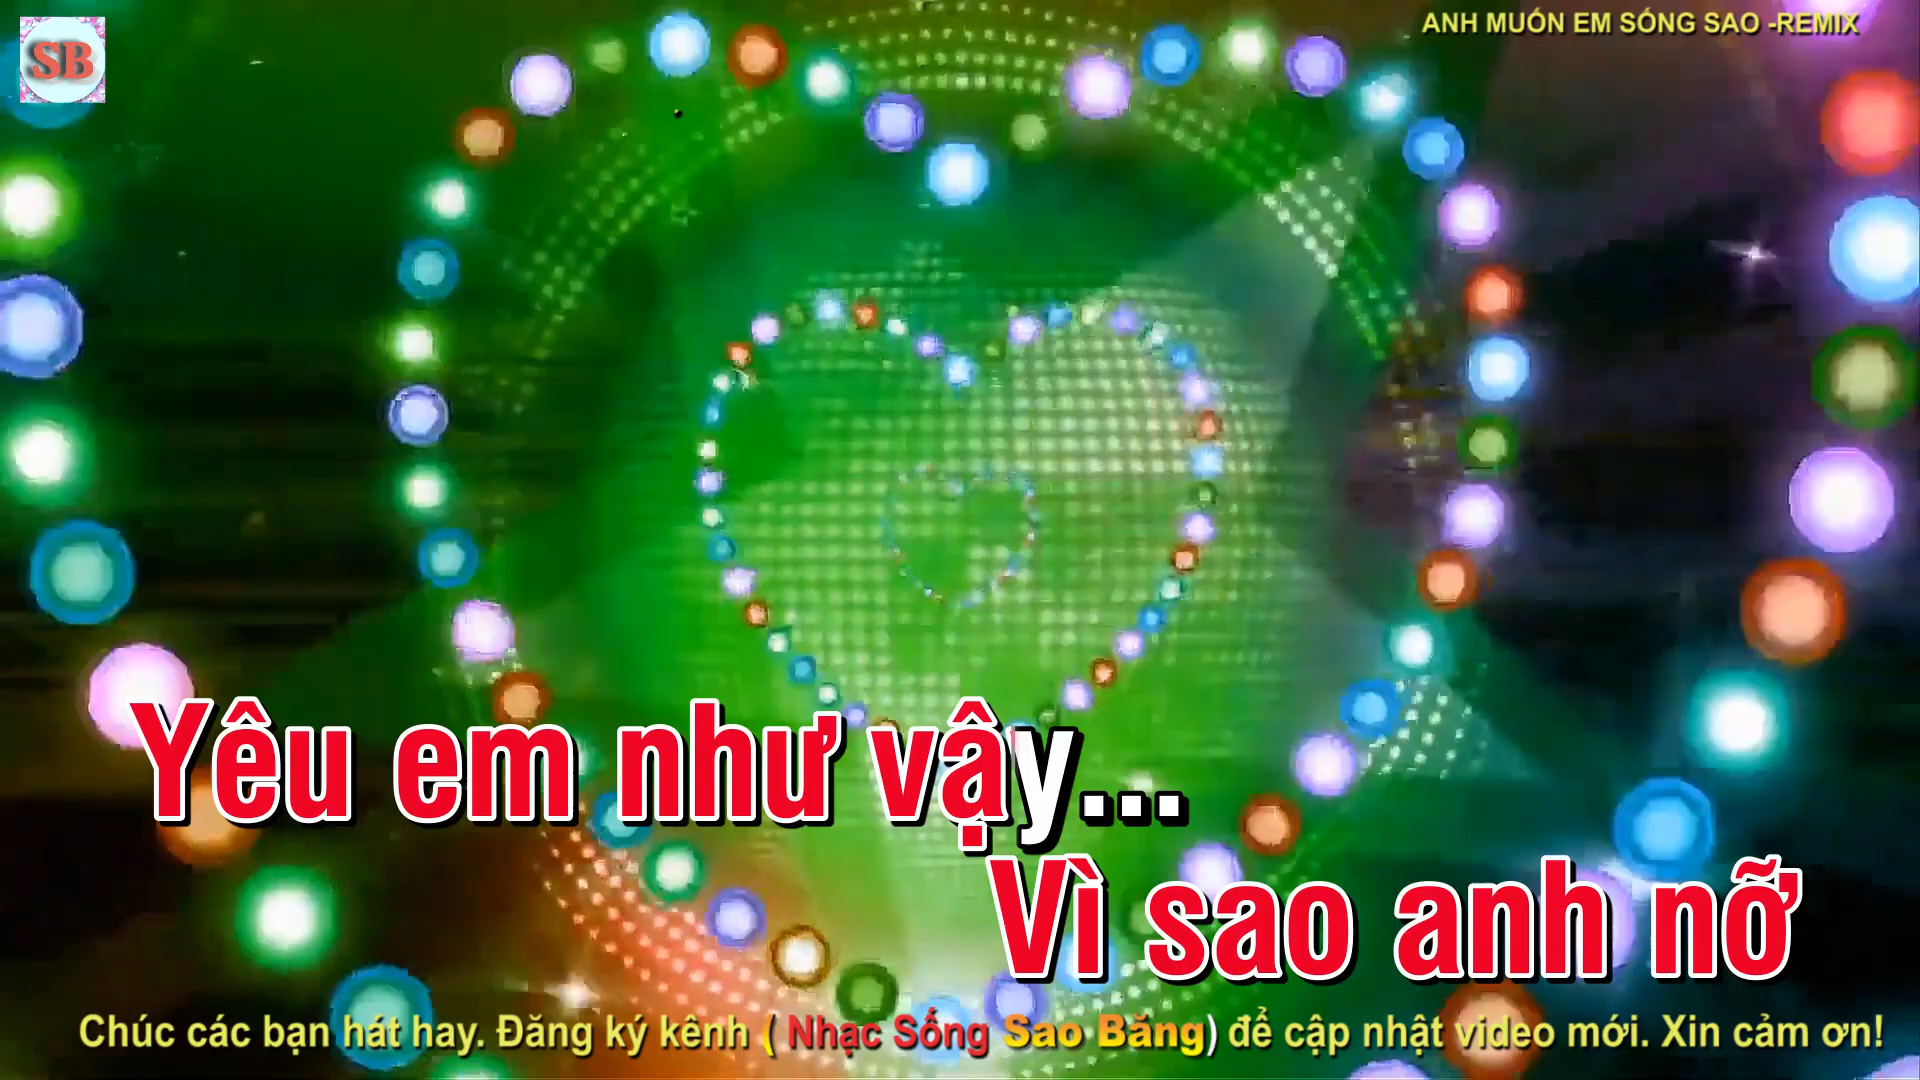 SB
ANH MUỐN EM SỐNG SAO -REMIX
Yêu em như vậy...
Vì sao anh nỡ
Chúc các bạn hát hay. Đăng ký kênh ( Nhạc Sống Sao Băng) để cập nhật video mới. Xin cảm ơn!